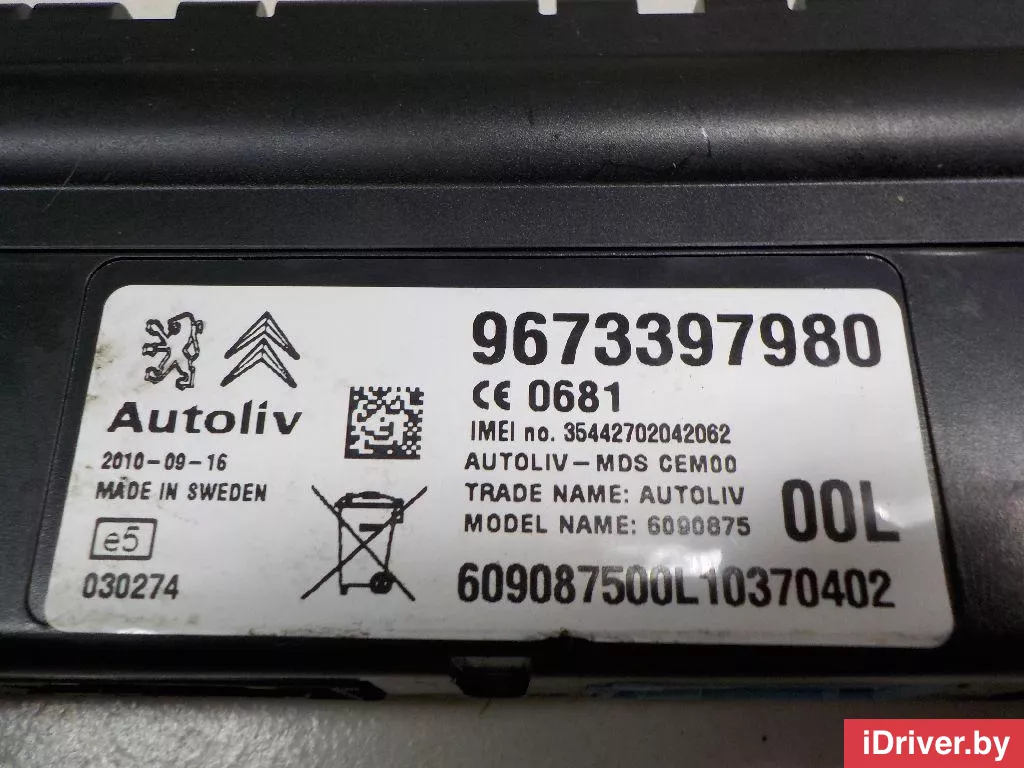 9673397980
CE 0681
Autoliv
IMEI no. 35442702042062
2010-09-16
AUTOLIV-MDS CEM00
MADE IN SWEDEN
TRADE NAME: AUTOLIV
00L
MODEL NAME: 6090875
e5
030274
609087500L10370402
iDriver.by